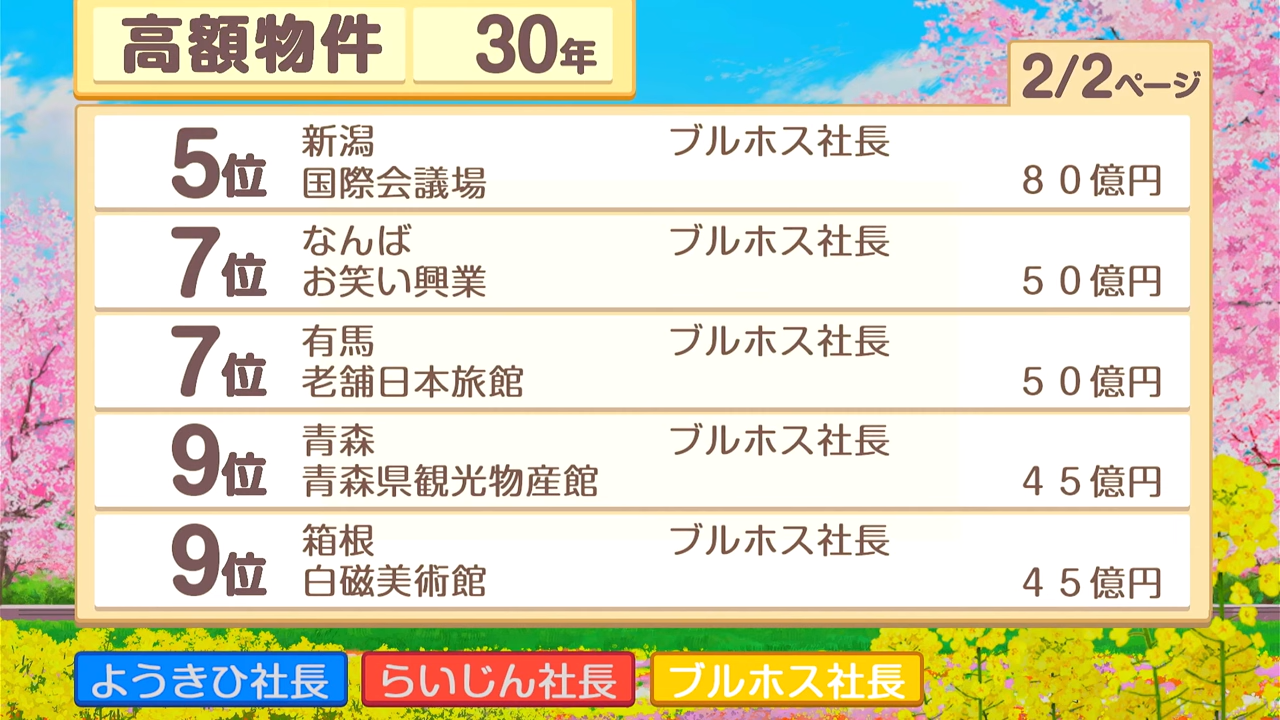 高額物件 30年
2/2ページ
5位 新潟 ブルホス社長
国際会議場 80億円
7位 なんば ブルホス社長
お笑い興業 50億円
7位 有馬 ブルホス社長
老舗日本旅館 50億円
9位 青森 ブルホス社長
青森県観光物産館 45億円
9位 箱根 ブルホス社長
白磁美術館 45億円
ようきひ社長 らいじん社長 ブルホス社長